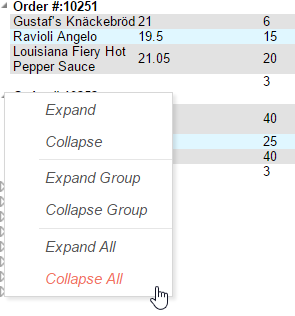 Order #:10251
Gustaf's Knäckebröd 21 6
Ravioli Angelo 19.5 15
Louisiana Fiery Hot
Pepper Sauce 21.05 20
3
Expand
40
Collapse
25
40
Expand Group 3
Collapse Group
Expand All
Collapse All